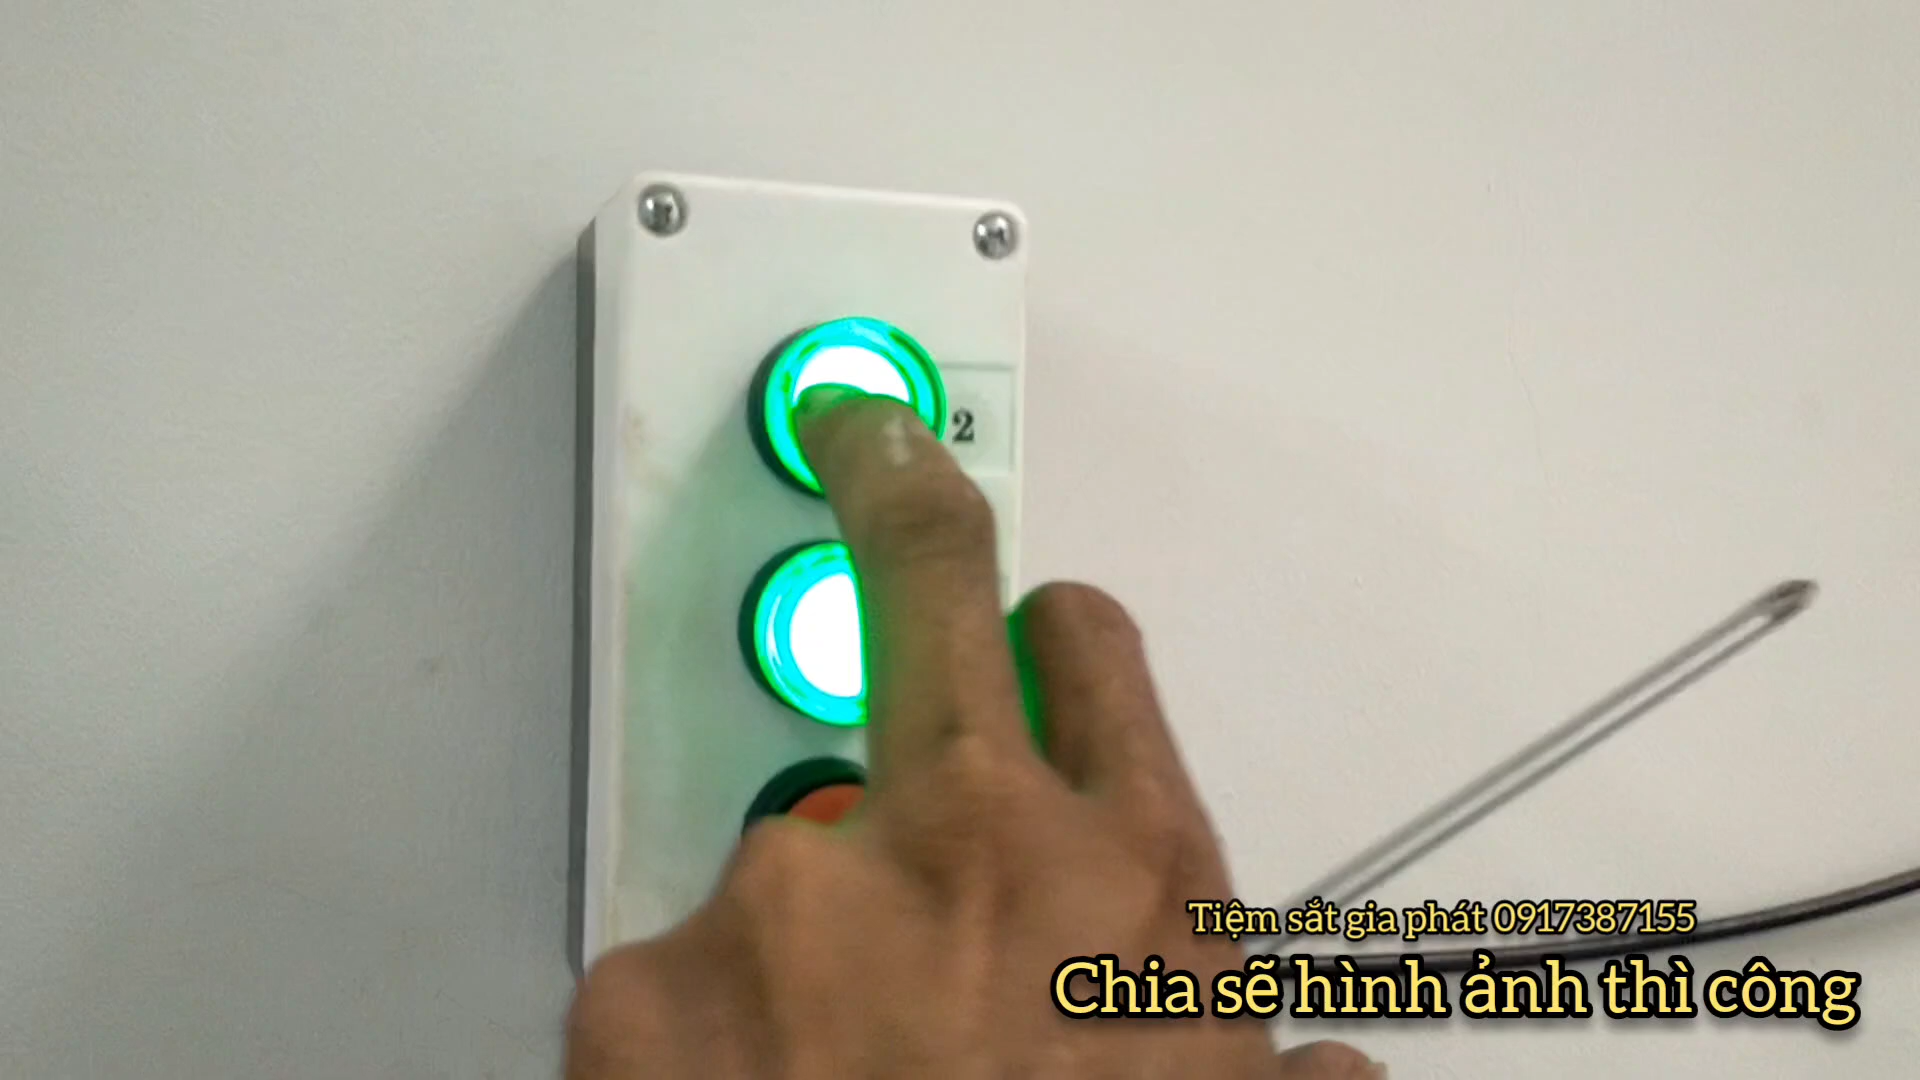 2
Tiệm sắt gia phát 0917387155
Chia sẽ hình ảnh thì công